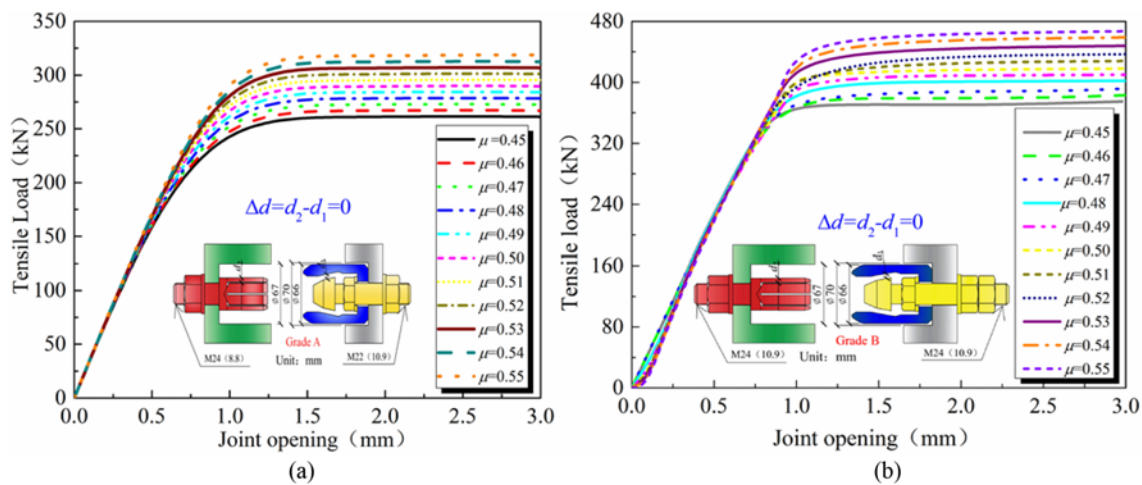 350
300
250
200
150
100
50
0
Tensile Load (kN)
0.0 0.5 1.0 1.5 2.0 2.5 3.0
Joint opening (mm)
μ=0.45
μ=0.46
μ=0.47
μ=0.48
μ=0.49
μ=0.50
μ=0.51
μ=0.52
μ=0.53
μ=0.54
μ=0.55
Δd=d2-d1=0
ϕ67
ϕ70
ϕ66
Grade A
M24 (8.8)
Unit: mm
M22 (10.9)
(a)
480
400
320
240
160
80
0
Tensile load (kN)
0.0 0.5 1.0 1.5 2.0 2.5 3.0
Joint opening (mm)
μ=0.45
μ=0.46
μ=0.47
μ=0.48
μ=0.49
μ=0.50
μ=0.51
μ=0.52
μ=0.53
μ=0.54
μ=0.55
Δd=d2-d1=0
ϕ67
ϕ70
ϕ66
Grade B
M24 (10.9)
Unit: mm
M24 (10.9)
(b)